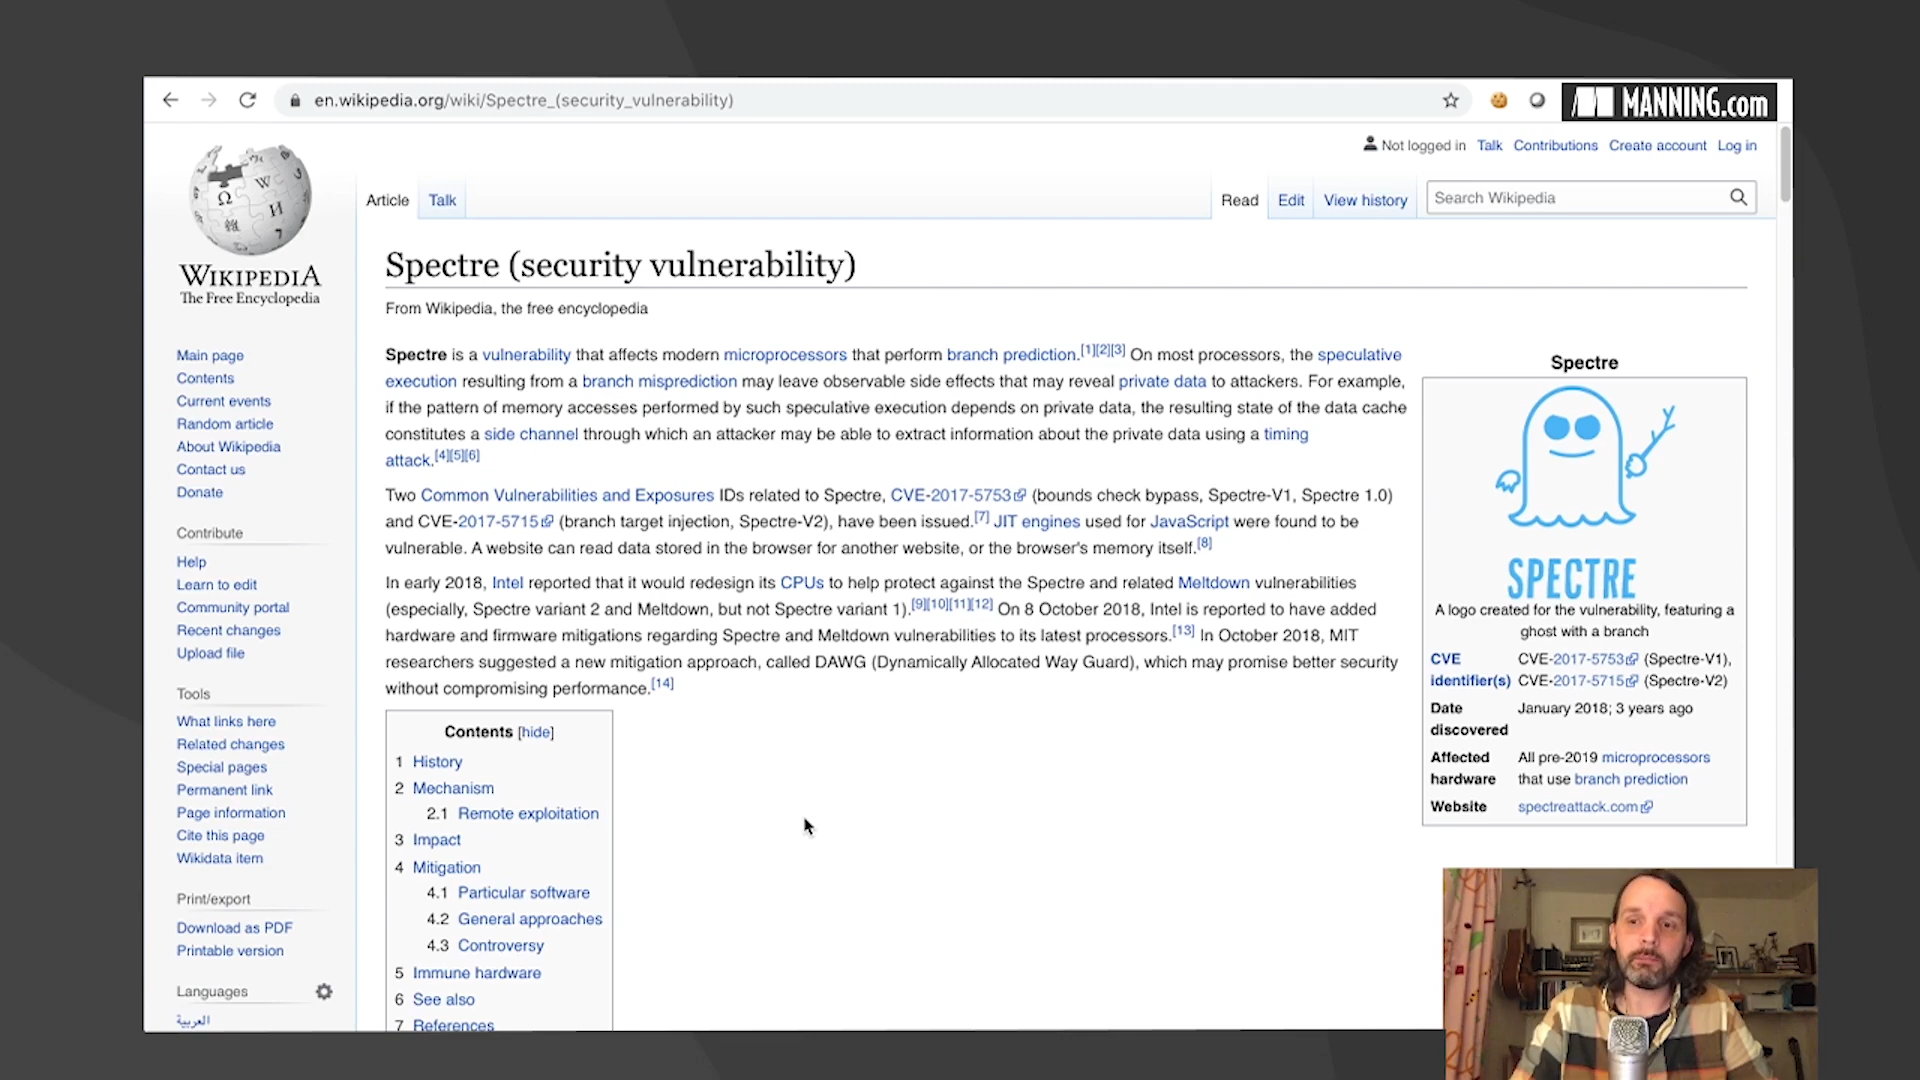 en.wikipedia.org/wiki/Spectre_(security_vulnerability)
MANNING.com
Not logged in Talk Contributions Create account Log in
Article Talk Read Edit View history Search Wikipedia
WIKIPEDIA
The Free Encyclopedia
Main page
Contents
Current events
Random article
About Wikipedia
Contact us
Donate
Contribute
Help
Learn to edit
Community portal
Recent changes
Upload file
Tools
What links here
Related changes
Special pages
Permanent link
Page information
Cite this page
Wikidata item
Print/export
Download as PDF
Printable version
Languages
العربية
Spectre (security vulnerability)
From Wikipedia, the free encyclopedia
Spectre is a vulnerability that affects modern microprocessors that perform branch prediction.[1][2][3] On most processors, the speculative
execution resulting from a branch misprediction may leave observable side effects that may reveal private data to attackers. For example,
if the pattern of memory accesses performed by such speculative execution depends on private data, the resulting state of the data cache
constitutes a side channel through which an attacker may be able to extract information about the private data using a timing
attack.[4][5][6]
Two Common Vulnerabilities and Exposures IDs related to Spectre, CVE-2017-5753 (bounds check bypass, Spectre-V1, Spectre 1.0)
and CVE-2017-5715 (branch target injection, Spectre-V2), have been issued.[7] JIT engines used for JavaScript were found to be
vulnerable. A website can read data stored in the browser for another website, or the browser's memory itself.[8]
In early 2018, Intel reported that it would redesign its CPUs to help protect against the Spectre and related Meltdown vulnerabilities
(especially, Spectre variant 2 and Meltdown, but not Spectre variant 1).[9][10][11][12] On 8 October 2018, Intel is reported to have added
hardware and firmware mitigations regarding Spectre and Meltdown vulnerabilities to its latest processors.[13] In October 2018, MIT
researchers suggested a new mitigation approach, called DAWG (Dynamically Allocated Way Guard), which may promise better security
without compromising performance.[14]
Contents [hide]
1 History
2 Mechanism
2.1 Remote exploitation
3 Impact
4 Mitigation
4.1 Particular software
4.2 General approaches
4.3 Controversy
5 Immune hardware
6 See also
7 References
Spectre
SPECTRE
A logo created for the vulnerability, featuring a
ghost with a branch
CVE CVE-2017-5753 (Spectre-V1),
identifier(s) CVE-2017-5715 (Spectre-V2)
Date January 2018; 3 years ago
discovered
Affected All pre-2019 microprocessors
hardware that use branch prediction
Website spectreattack.com